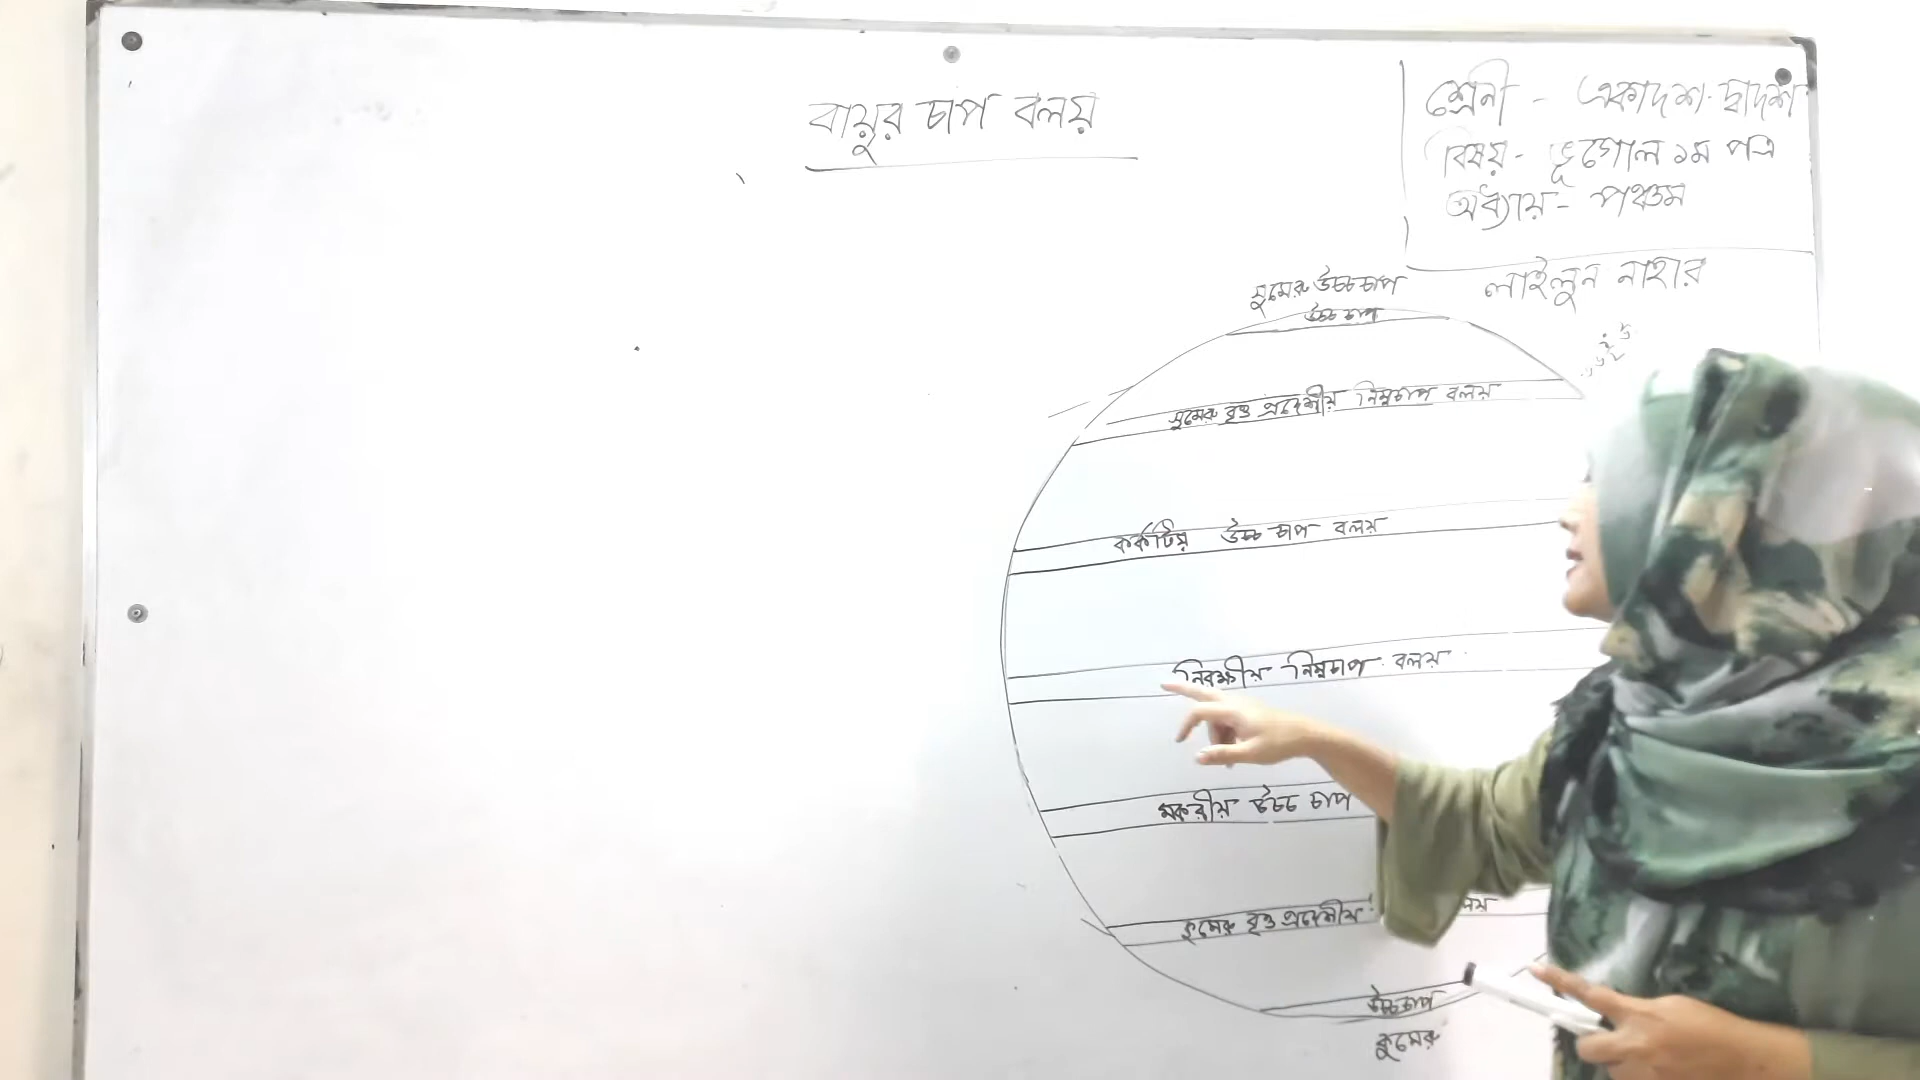 বায়ুর চাপ বলয়
শ্রেনী - একাদশ-দ্বাদশ
বিষয় - ভূগোল ১ম পত্র
অধ্যায় - পঞ্চম
লাইলুন নাহার
সুমেরু উচ্চচাপ
উচ্চ চাপ
সুমেরু বৃত্ত প্রদেশীয় নিম্নচাপ বলয়
কর্কটিয় উচ্চ চাপ বলয়
নিরক্ষীয় নিম্নচাপ বলয়
মকরীয় উচ্চ চাপ
কুমেরু বৃত্ত প্রদেশীয়
উচ্চচাপ
কুমেরু